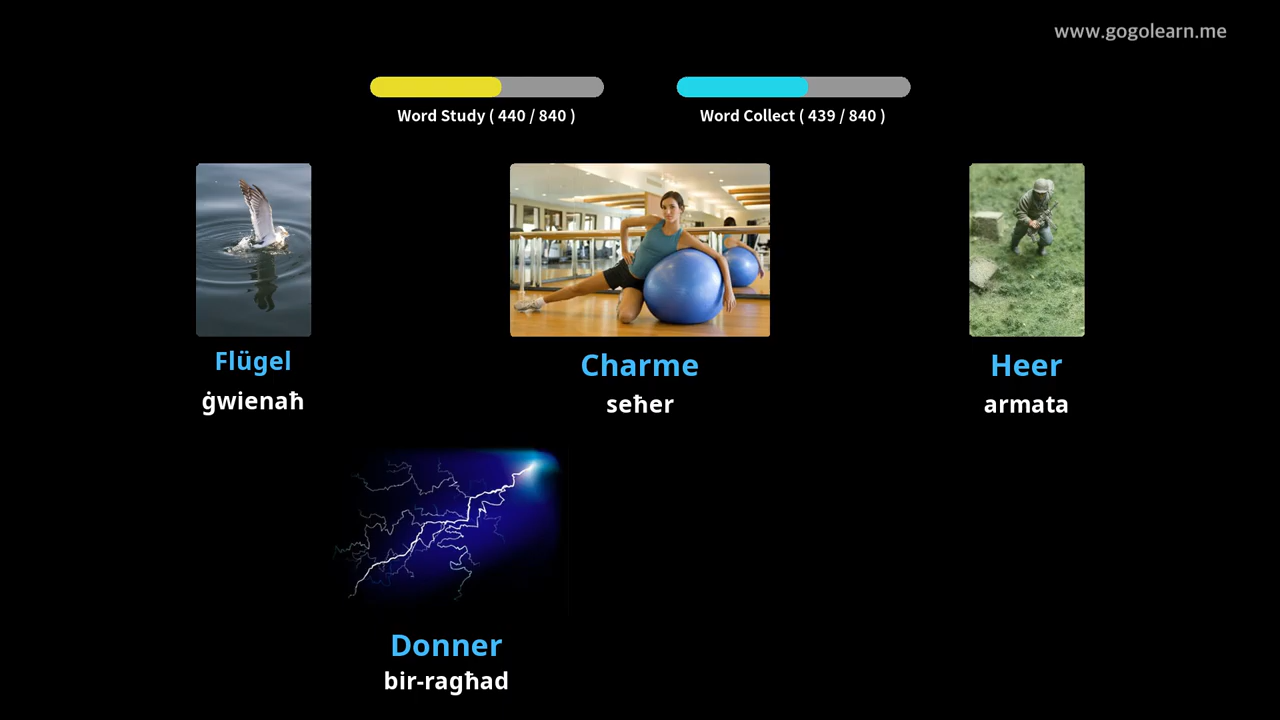 www.gogolearn.me
Word Study ( 440 / 840 )
Word Collect ( 439 / 840 )
Flügel
ġwienaħ
Charme
seħer
Heer
armata
Donner
bir-ragħad